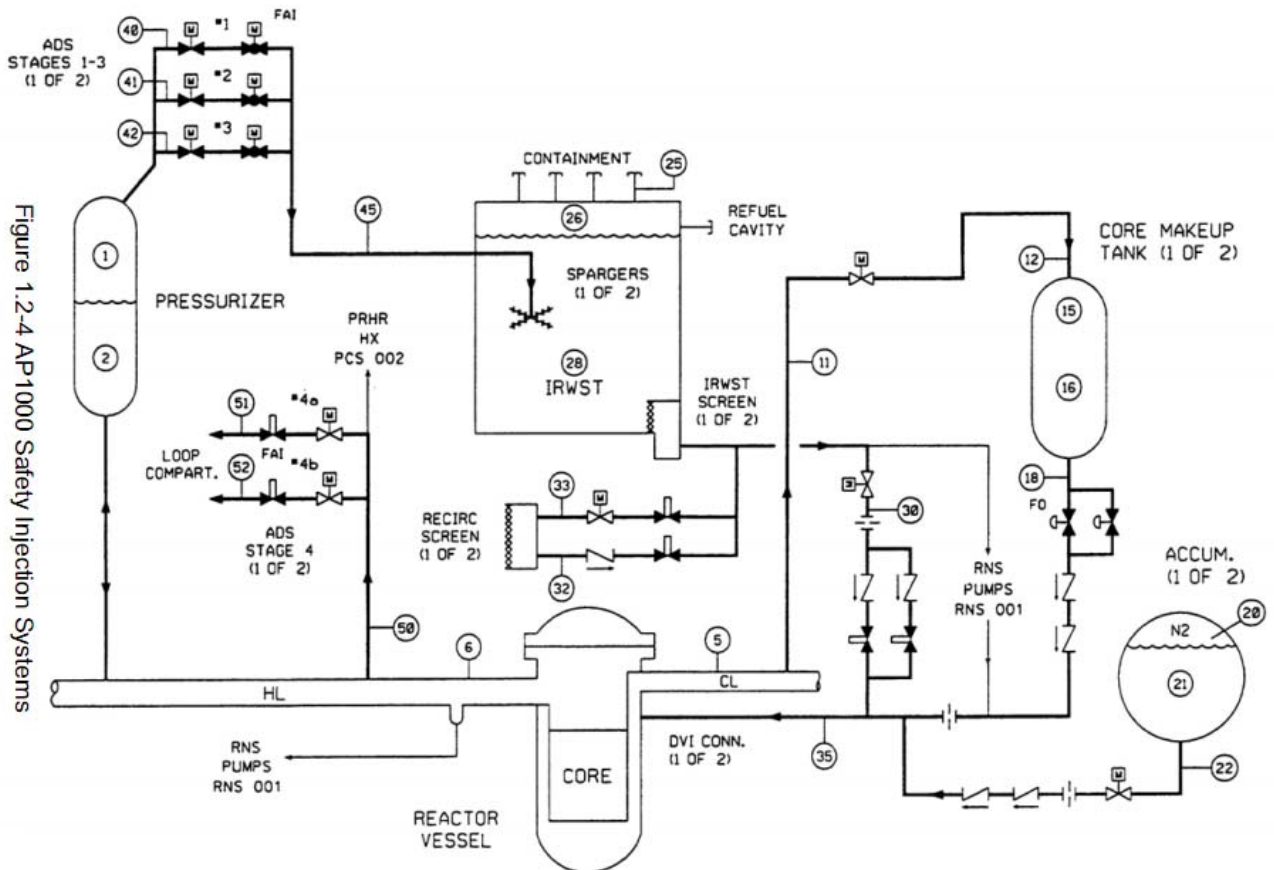 40
*1
FAI
ADS
STAGES 1-3
(1 OF 2)
M
M
41
*2
M
M
42
*3
M
M
CONTAINMENT
25
26
REFUEL
CAVITY
45
SPARGERS
(1 OF 2)
28
IRWST
IRWST
SCREEN
(1 OF 2)
1
2
PRESSURIZER
PRHR
HX
PCS 002
51
*4a
M
FAI
LOOP
COMPART.
52
*4b
M
ADS
STAGE 4
(1 OF 2)
50
M
CORE MAKEUP
TANK (1 OF 2)
12
15
16
11
18
FO
33
M
RECIRC
SCREEN
(1 OF 2)
32
M
30
RNS
PUMPS
RNS 001
ACCUM.
(1 OF 2)
N2
20
21
22
M
6
HL
5
CL
RNS
PUMPS
RNS 001
DVI CONN.
(1 OF 2)
35
CORE
REACTOR
VESSEL
Figure 1.2-4 AP1000 Safety Injection Systems